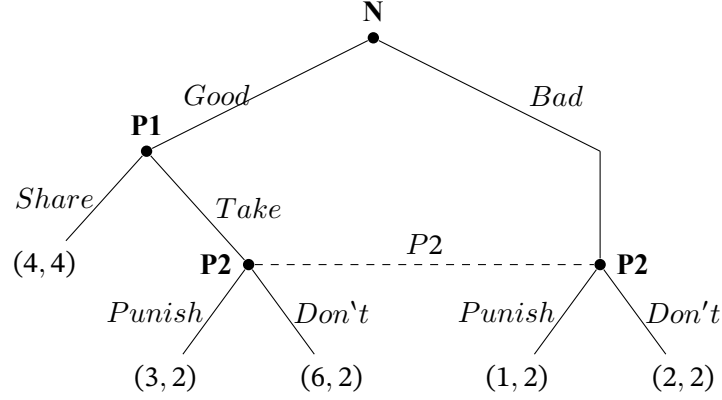 N
Good
Bad
P1
Share
Take
(4, 4)
P2
P2
P2
Punish
Don‵t
Punish
Don′t
(3, 2)
(6, 2)
(1, 2)
(2, 2)